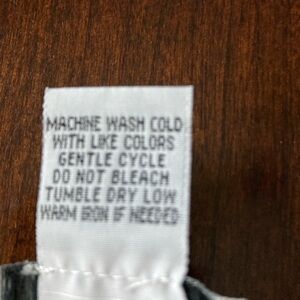 MACHINE WASH COLD
WITH LIKE COLORS
GENTLE CYCLE
DO NOT BLEACH
TUMBLE DRY LOW
WARM IRON IF NEEDED